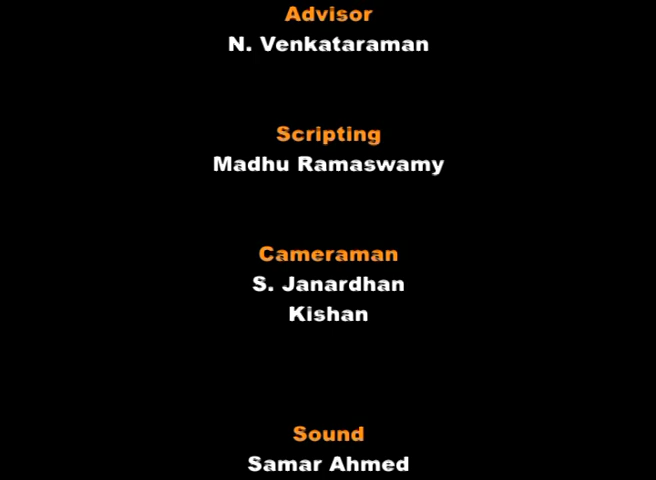 Advisor
N. Venkataraman
Scripting
Madhu Ramaswamy
Cameraman
S. Janardhan
Kishan
Sound
Samar Ahmed